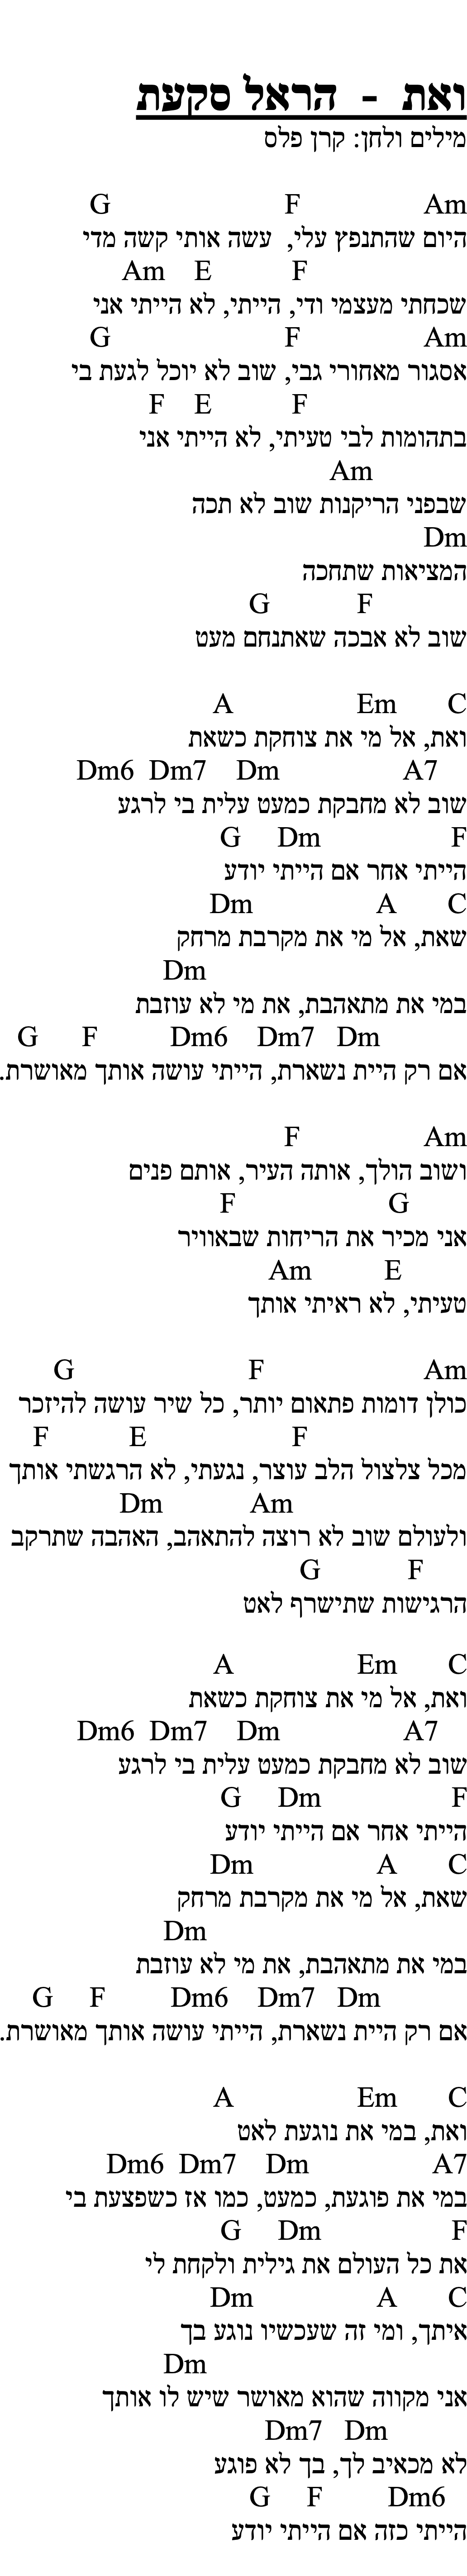 ואת - הראל סקעת
מילים ולחן: קרן פלס
G F Am
היום שהתנפץ עלי, עשה אותי קשה מדי
Am E F
שכחתי מעצמי ודי, הייתי, לא הייתי אני
G F Am
אסגור מאחורי גבי, שוב לא יוכל לגעת בי
F E F
בתהומות לבי טעיתי, לא הייתי אני
Am
שבפני הריקנות שוב לא תכה
Dm
המציאות שתחכה
G F
שוב לא אבכה שאתנחם מעט
A Em C
ואת, אל מי את צוחקת כשאת
Dm6 Dm7 Dm A7
שוב לא מחבקת כמעט עלית בי לרגע
G Dm F
הייתי אחר אם הייתי יודע
Dm A C
שאת, אל מי את מקרבת מרחק
Dm
במי את מתאהבת, את מי לא עוזבת
G F Dm6 Dm7 Dm
אם רק היית נשארת, הייתי עושה אותך מאושרת.
F Am
ושוב הולך, אותה העיר, אותם פנים
F G
אני מכיר את הריחות שבאוויר
Am E
טעיתי, לא ראיתי אותך
G F Am
כולן דומות פתאום יותר, כל שיר עושה להיזכר
F E F
מכל צלצול הלב עוצר, נגעתי, לא הרגשתי אותך
Dm Am
ולעולם שוב לא רוצה להתאהב, האהבה שתרקב
G F
הרגישות שתישרף לאט
A Em C
ואת, אל מי את צוחקת כשאת
Dm6 Dm7 Dm A7
שוב לא מחבקת כמעט עלית בי לרגע
G Dm F
הייתי אחר אם הייתי יודע
Dm A C
שאת, אל מי את מקרבת מרחק
Dm
במי את מתאהבת, את מי לא עוזבת
G F Dm6 Dm7 Dm
אם רק היית נשארת, הייתי עושה אותך מאושרת.
A Em C
ואת, במי את נוגעת לאט
Dm6 Dm7 Dm A7
במי את פוגעת, כמעט, כמו אז כשפצעת בי
G Dm F
את כל העולם את גילית ולקחת לי
Dm A C
איתך, ומי זה שעכשיו נוגע בך
Dm
אני מקווה שהוא מאושר שיש לו אותך
Dm7 Dm
לא מכאיב לך, בך לא פוגע
G F Dm6
הייתי כזה אם הייתי יודע